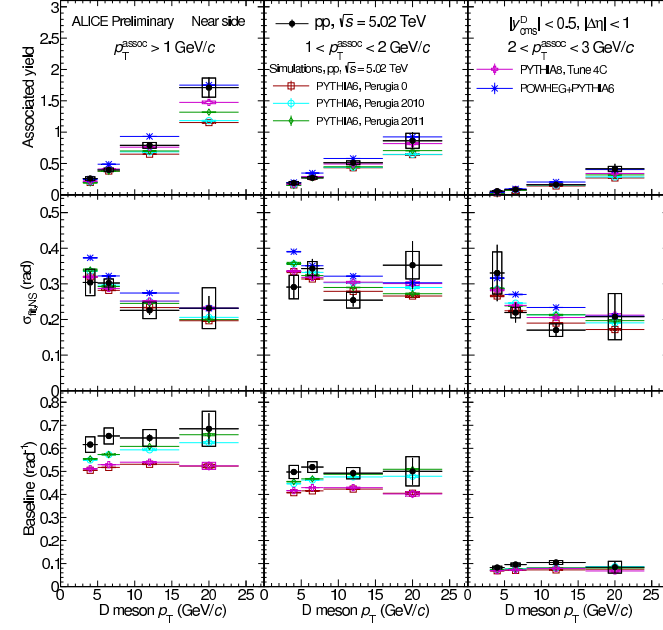 ALICE Preliminary Near side
p_T^assoc > 1 GeV/c
pp, √s = 5.02 TeV
1 < p_T^assoc < 2 GeV/c
Simulations, pp, √s = 5.02 TeV
PYTHIA6, Perugia 0
PYTHIA6, Perugia 2010
PYTHIA6, Perugia 2011
|y^D_cms| < 0.5, |Δη| < 1
2 < p_T^assoc < 3 GeV/c
PYTHIA8, Tune 4C
POWHEG+PYTHIA6
Associated yield
3
2.5
2
1.5
1
0.5
0
σ_fit,NS (rad)
0.5
0.4
0.3
0.2
0.1
0
Baseline (rad⁻¹)
0.9
0.8
0.7
0.6
0.5
0.4
0.3
0.2
0.1
0
0 5 10 15 20 25 0 5 10 15 20 25 0 5 10 15 20 25
D meson p_T (GeV/c) D meson p_T (GeV/c) D meson p_T (GeV/c)